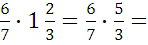 6/7 · 1 2/3 = 6/7 · 5/3 =